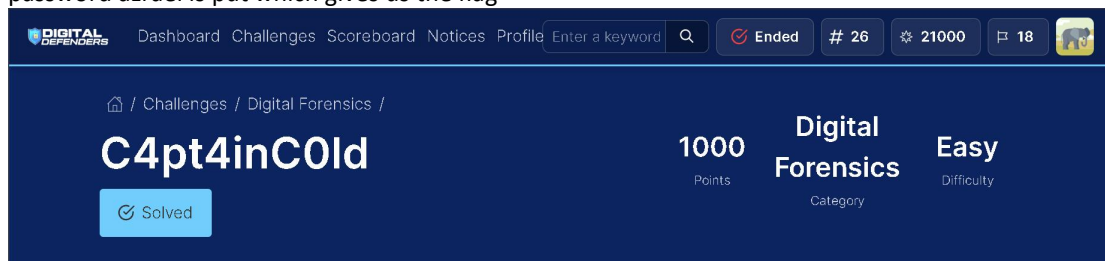 DIGITAL DEFENDERS Dashboard Challenges Scoreboard Notices Profile Enter a keyword Ended # 26 21000 18
/ Challenges / Digital Forensics /
C4pt4inC0ld
Solved
1000
Points
Digital Forensics
Category
Easy
Difficulty